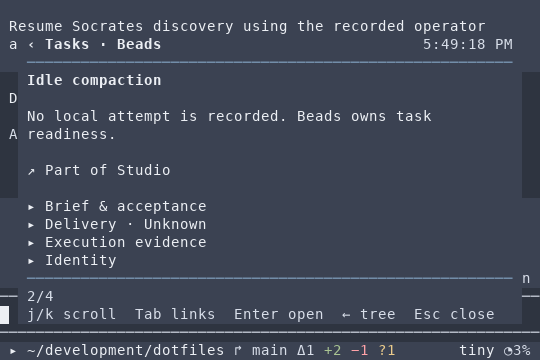 Resume Socrates discovery using the recorded operator
a ‹ Tasks · Beads 5:49:18 PM
Idle compaction
D
No local attempt is recorded. Beads owns task
A readiness.
↗ Part of Studio
▸ Brief & acceptance
▸ Delivery · Unknown
▸ Execution evidence
▸ Identity
n
2/4
j/k scroll Tab links Enter open ← tree Esc close
▸ ~/development/dotfiles ↱ main Δ1 +2 −1 ?1 tiny ◔3%